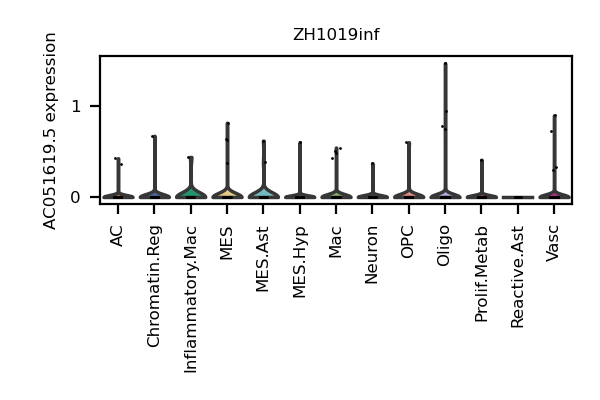 ZH1019inf
AC051619.5 expression
1
0
AC
Chromatin.Reg
Inflammatory.Mac
MES
MES.Ast
MES.Hyp
Mac
Neuron
OPC
Oligo
Prolif.Metab
Reactive.Ast
Vasc